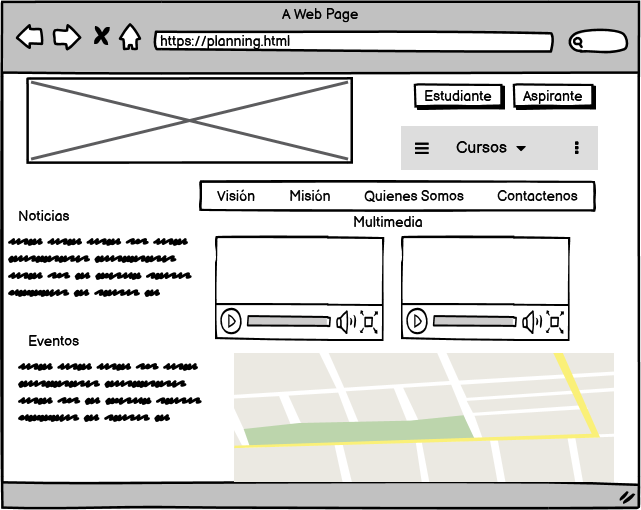 A Web Page
https://planning.html
Estudiante
Aspirante
Cursos
Visión Misión Quienes Somos Contactenos
Noticias
Multimedia
Eventos